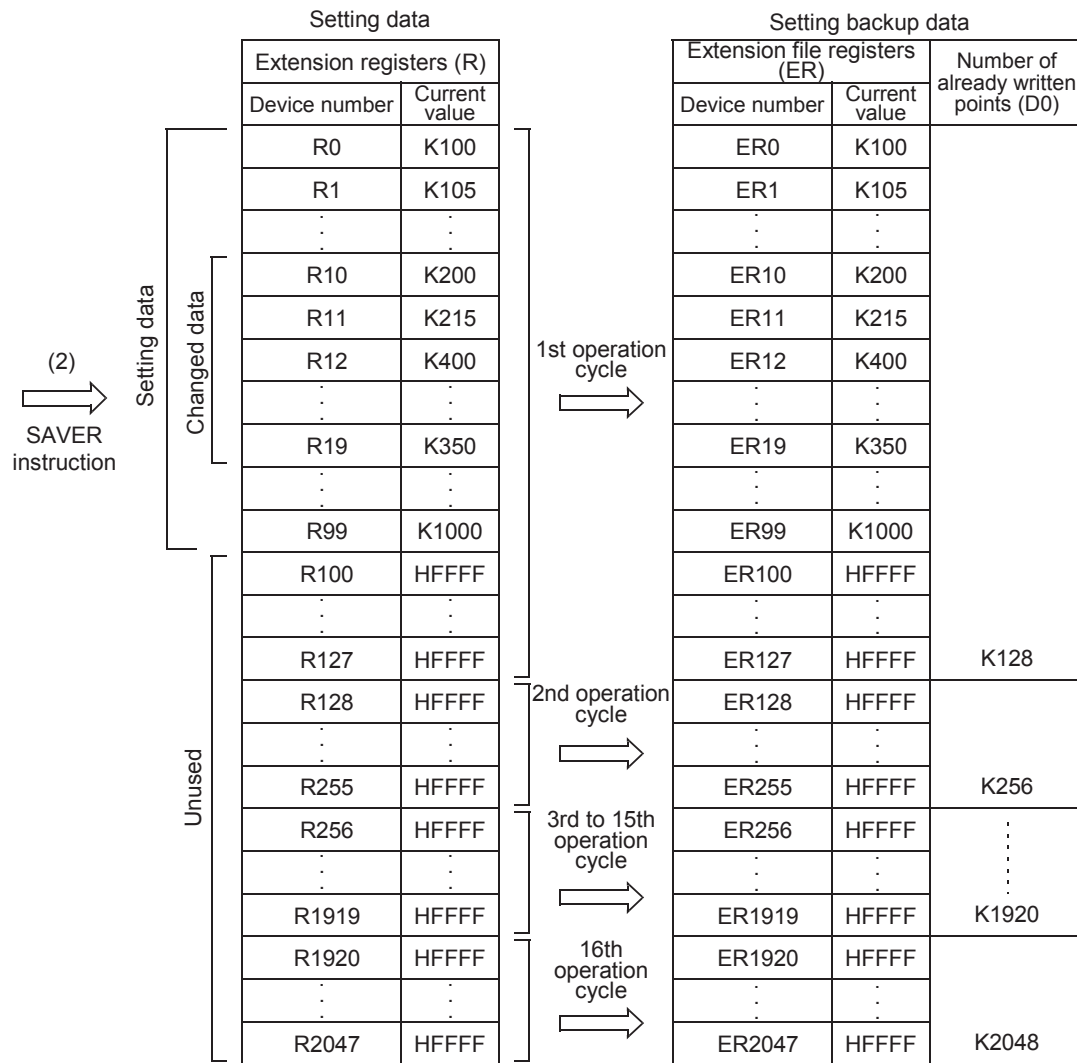 Setting data
Setting backup data
Extension registers (R)
Extension file registers (ER)
Number of already written points (D0)
Device number Current value
Device number Current value
R0 K100 ER0 K100
R1 K105 ER1 K105
: : : :
R10 K200 ER10 K200
R11 K215 ER11 K215
R12 K400 ER12 K400
: : : :
R19 K350 ER19 K350
: : : :
R99 K1000 ER99 K1000
R100 HFFFF ER100 HFFFF
: : : :
R127 HFFFF ER127 HFFFF K128
R128 HFFFF ER128 HFFFF
: : : :
R255 HFFFF ER255 HFFFF K256
R256 HFFFF ER256 HFFFF
: : : :
R1919 HFFFF ER1919 HFFFF K1920
R1920 HFFFF ER1920 HFFFF
: : : :
R2047 HFFFF ER2047 HFFFF K2048
(2)
SAVER
instruction
Setting data
Changed data
Unused
1st operation
cycle
2nd operation
cycle
3rd to 15th
operation
cycle
16th
operation
cycle